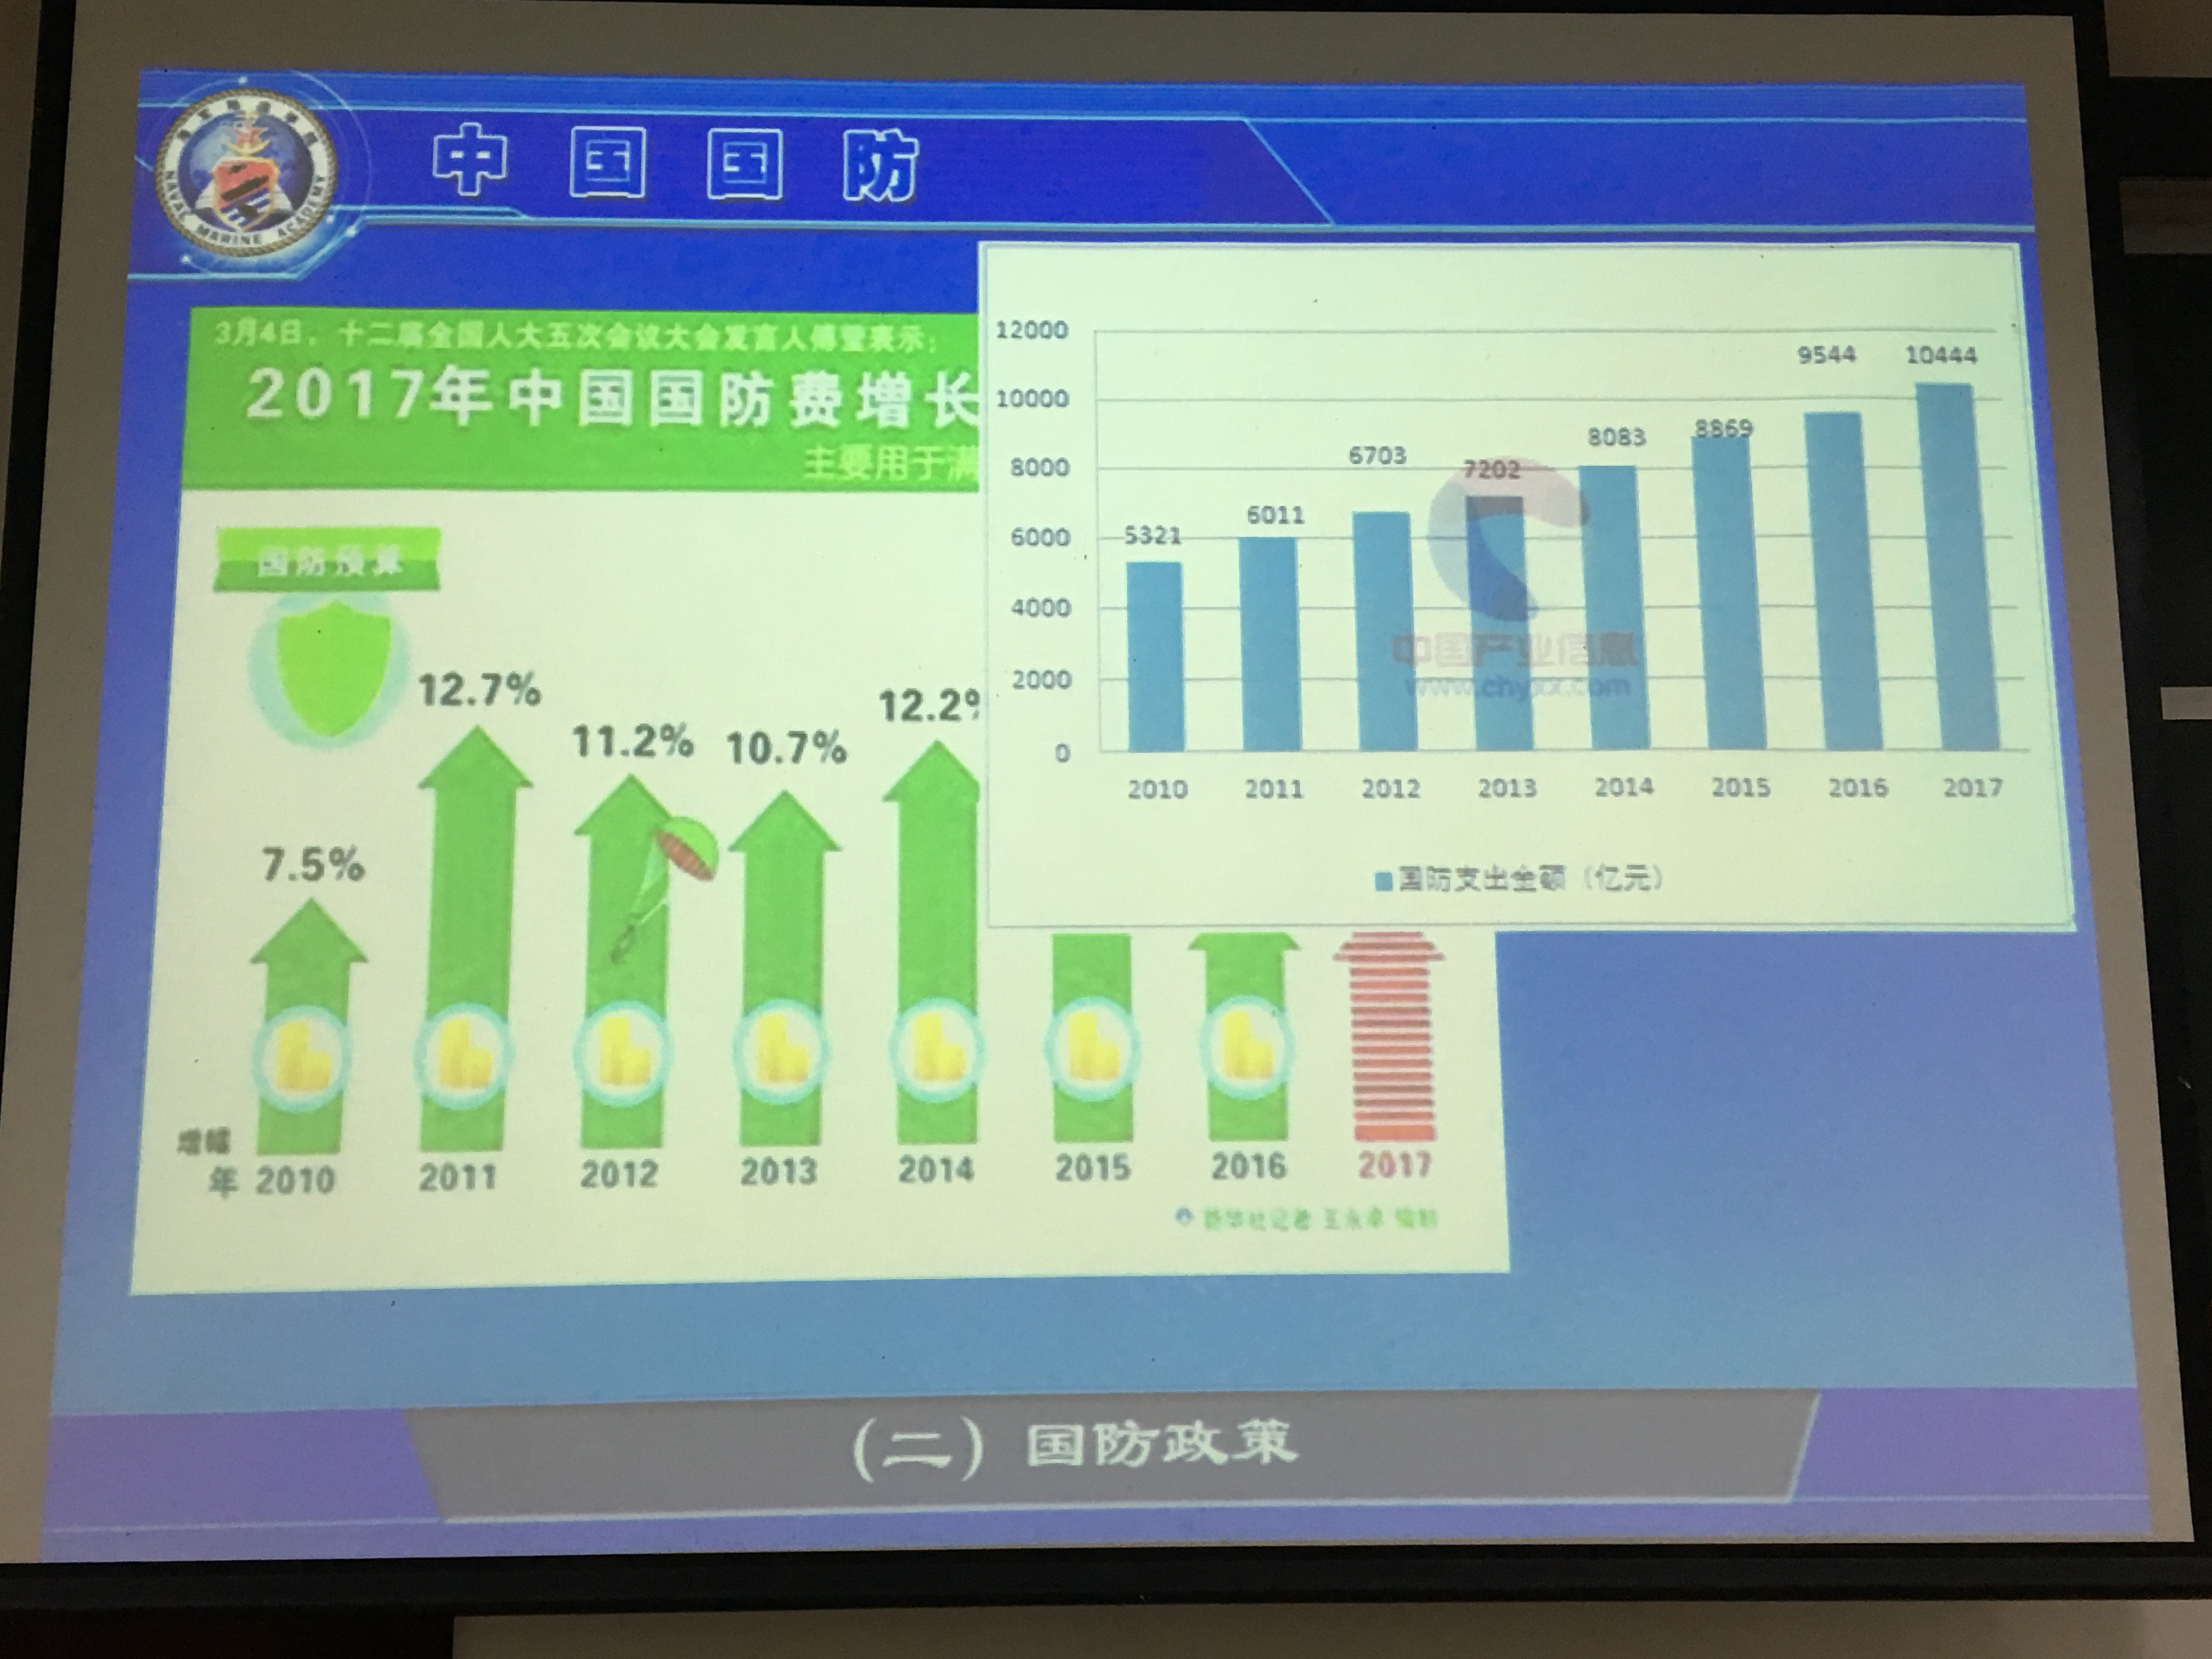 中国国防
NAVAL MARINE ACADEMY
3月4日，十二届全国人大五次会议大会发言人傅莹表示：
2017年中国国防费增长
主要用于满
国防预算
12.7%
12.2%
11.2%
10.7%
7.5%
增幅
年 2010 2011 2012 2013 2014 2015 2016 2017
新华社记者 王永卓 编制
12000
10000
8000
6000
4000
2000
0
5321
6011
6703
7202
8083
8869
9544
10444
中国产业信息
www.chyxx.com
2010 2011 2012 2013 2014 2015 2016 2017
国防支出金额（亿元）
（二）国防政策